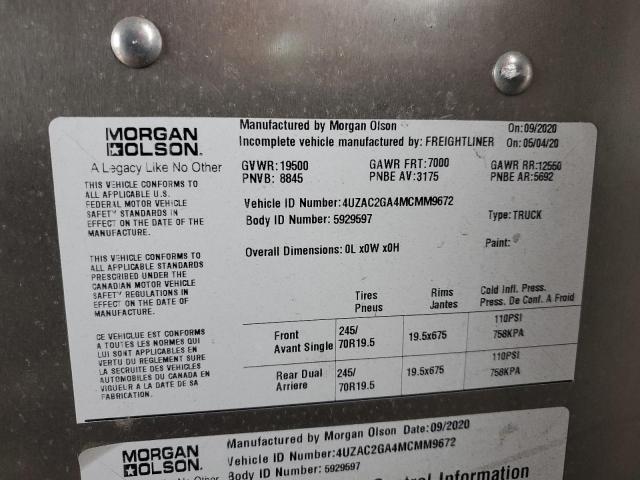 MORGAN
OLSON.
A Legacy Like No Other
THIS VEHICLE CONFORMS TO
ALL APPLICABLE U.S.
FEDERAL MOTOR VEHICLE
SAFETY STANDARDS IN
EFFECT ON THE DATE OF THE
MANUFACTURE.
THIS VEHICLE CONFORMS TO
ALL APPLICABLE STANDARDS
PRESCRIBED UNDER THE
CANADIAN MOTOR VEHICLE
SAFETY REGULATIONS IN
EFFECT ON THE DATE OF
MANUFACTURE.
CE VEHICLUE EST CONFORMS
A TOUTES LES NORMES QUI
LUI SONT APPLICABLES EN
VERTU DU REGLEMENT SURE
LA SECRUITE DES VEHICLES
AUTOMOBILES DU CANADA EN
VIGUEUR A LA DATE DE SA
FABRICATION.
Manufactured by Morgan Olson On:09/2020
Incomplete vehicle manufactured by: FREIGHTLINER On:05/04/20
GVWR:19500 GAWR FRT:7000 GAWR RR:12550
PNVB: 8845 PNBE AV:3175 PNBE AR:5692
Vehicle ID Number:4UZAC2GA4MCMM9672
Body ID Number: 5929597 Type:TRUCK
Overall Dimensions: 0L x0W x0H Paint:
Tires Rims Cold Infl. Press.
Pneus Jantes Press. De Conf. A Froid
Front 245/ 19.5x675 110PSI
Avant Single 70R19.5 758KPA
Rear Dual 245/ 19.5x675 110PSI
Arriere 70R19.5 758KPA
MORGAN
OLSON.
Manufactured by Morgan Olson Date:09/2020
Vehicle ID Number:4UZAC2GA4MCMM9672
Body ID Number: 5929597
Control Information